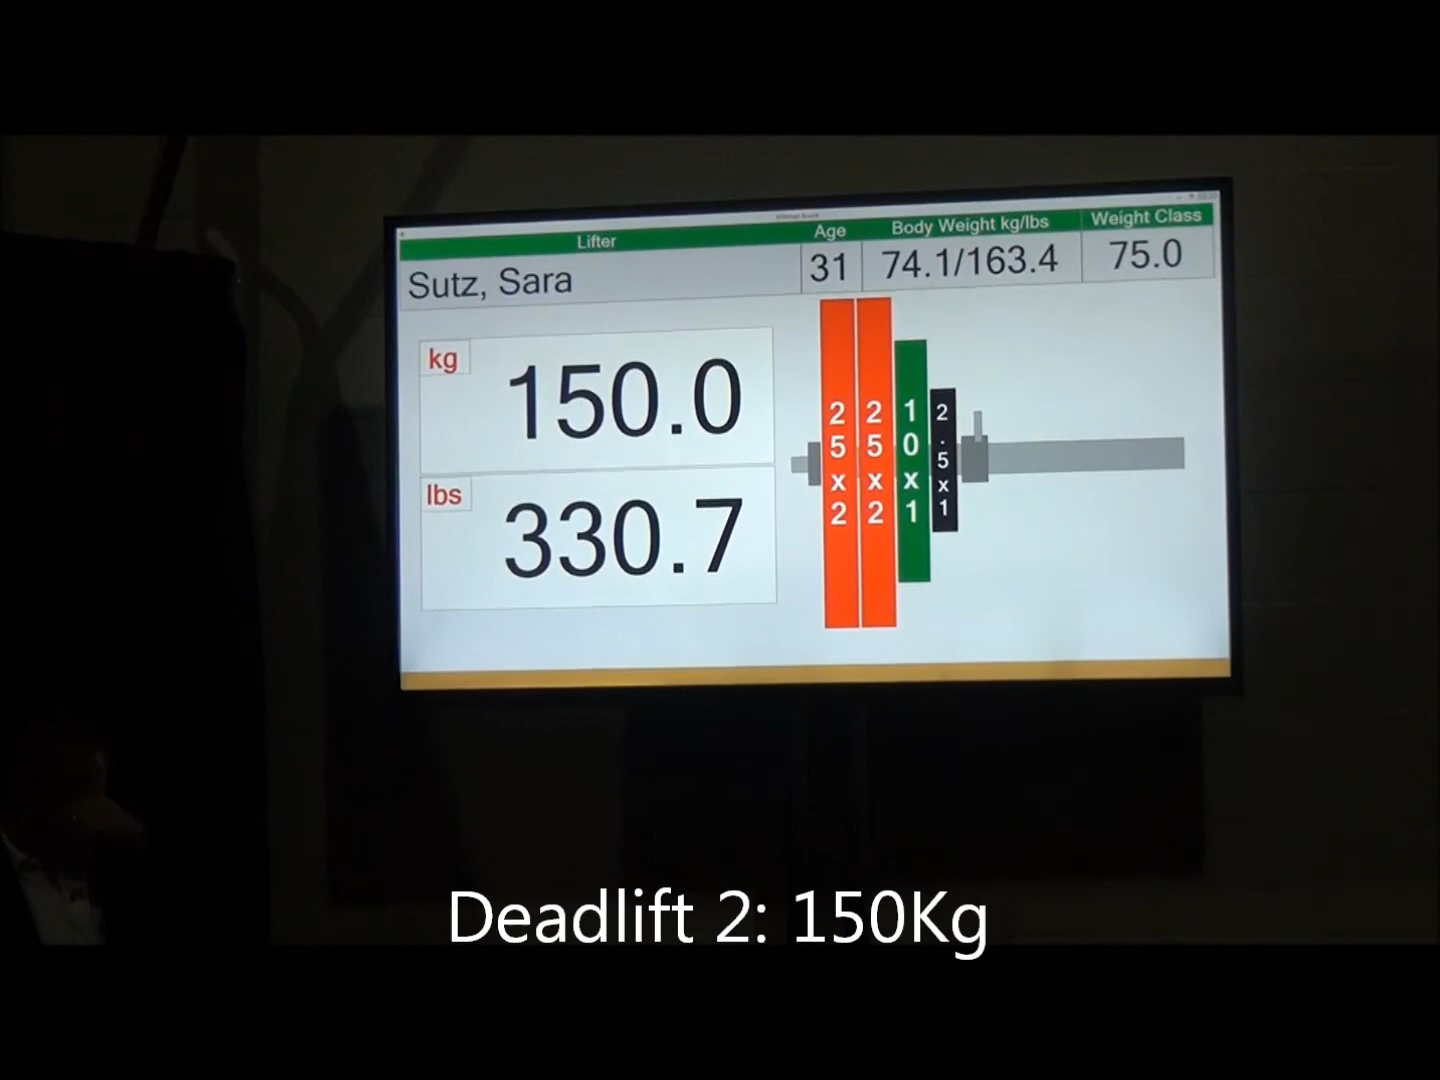 Lifter Age Body Weight kg/lbs Weight Class
Sutz, Sara 31 74.1/163.4 75.0
kg 150.0
lbs 330.7
25x2 25x2 10x1 2.5x1
Deadlift 2: 150Kg